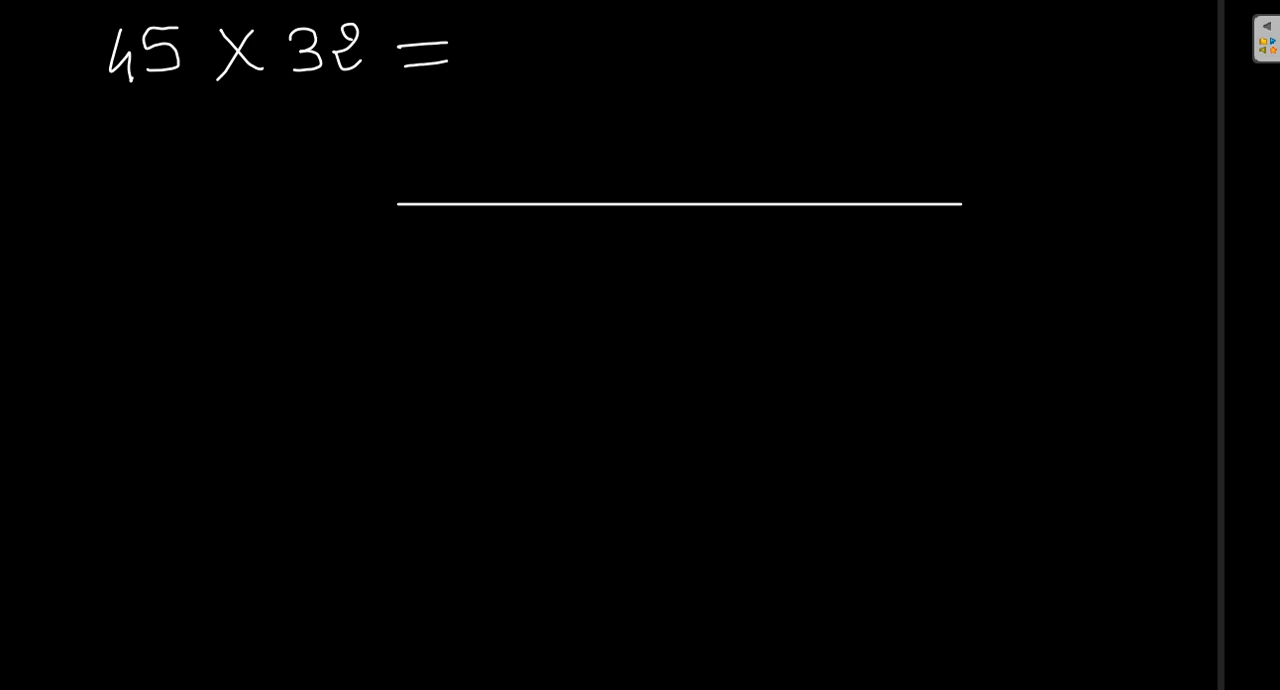 45 × 32 =